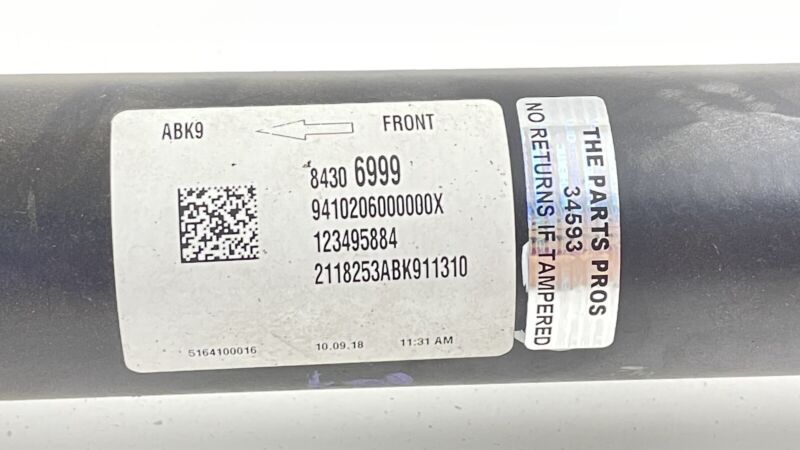 ABK9 FRONT
8430 6999
9410206000000X
123495884
2118253ABK911310
5164100016 10.09.18 11:31 AM
THE PARTS PROS
34593
NO RETURNS IF TAMPERED